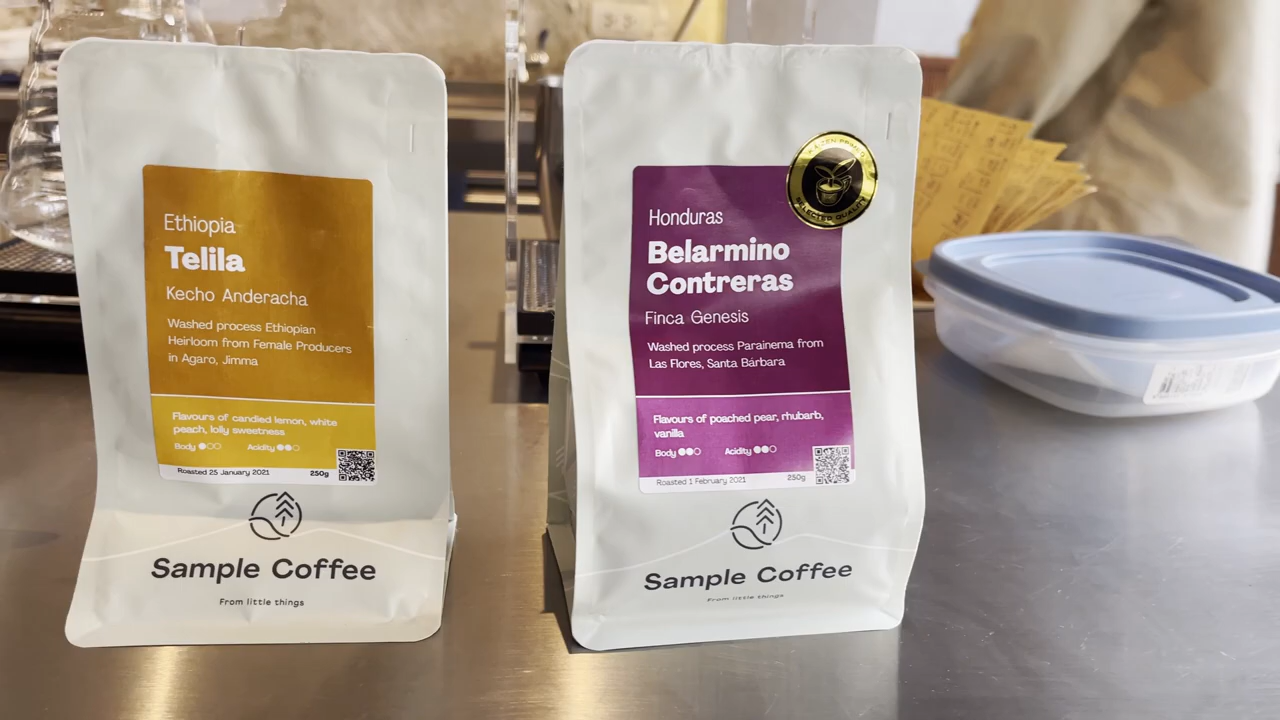 Ethiopia
Telila
Kecho Anderacha
Washed process Ethiopian
Heirloom from Female Producers
in Agaro, Jimma
Flavours of candied lemon, white
peach, lolly sweetness
Body Acidity
Roasted 25 January 2021 250g
Sample Coffee
From little things
Honduras
Belarmino
Contreras
Finca Genesis
Washed process Parainema from
Las Flores, Santa Bárbara
Flavours of poached pear, rhubarb,
vanilla
Body Acidity
Roasted 1 February 2021 250g
Sample Coffee
From little things
SELECTED QUALITY